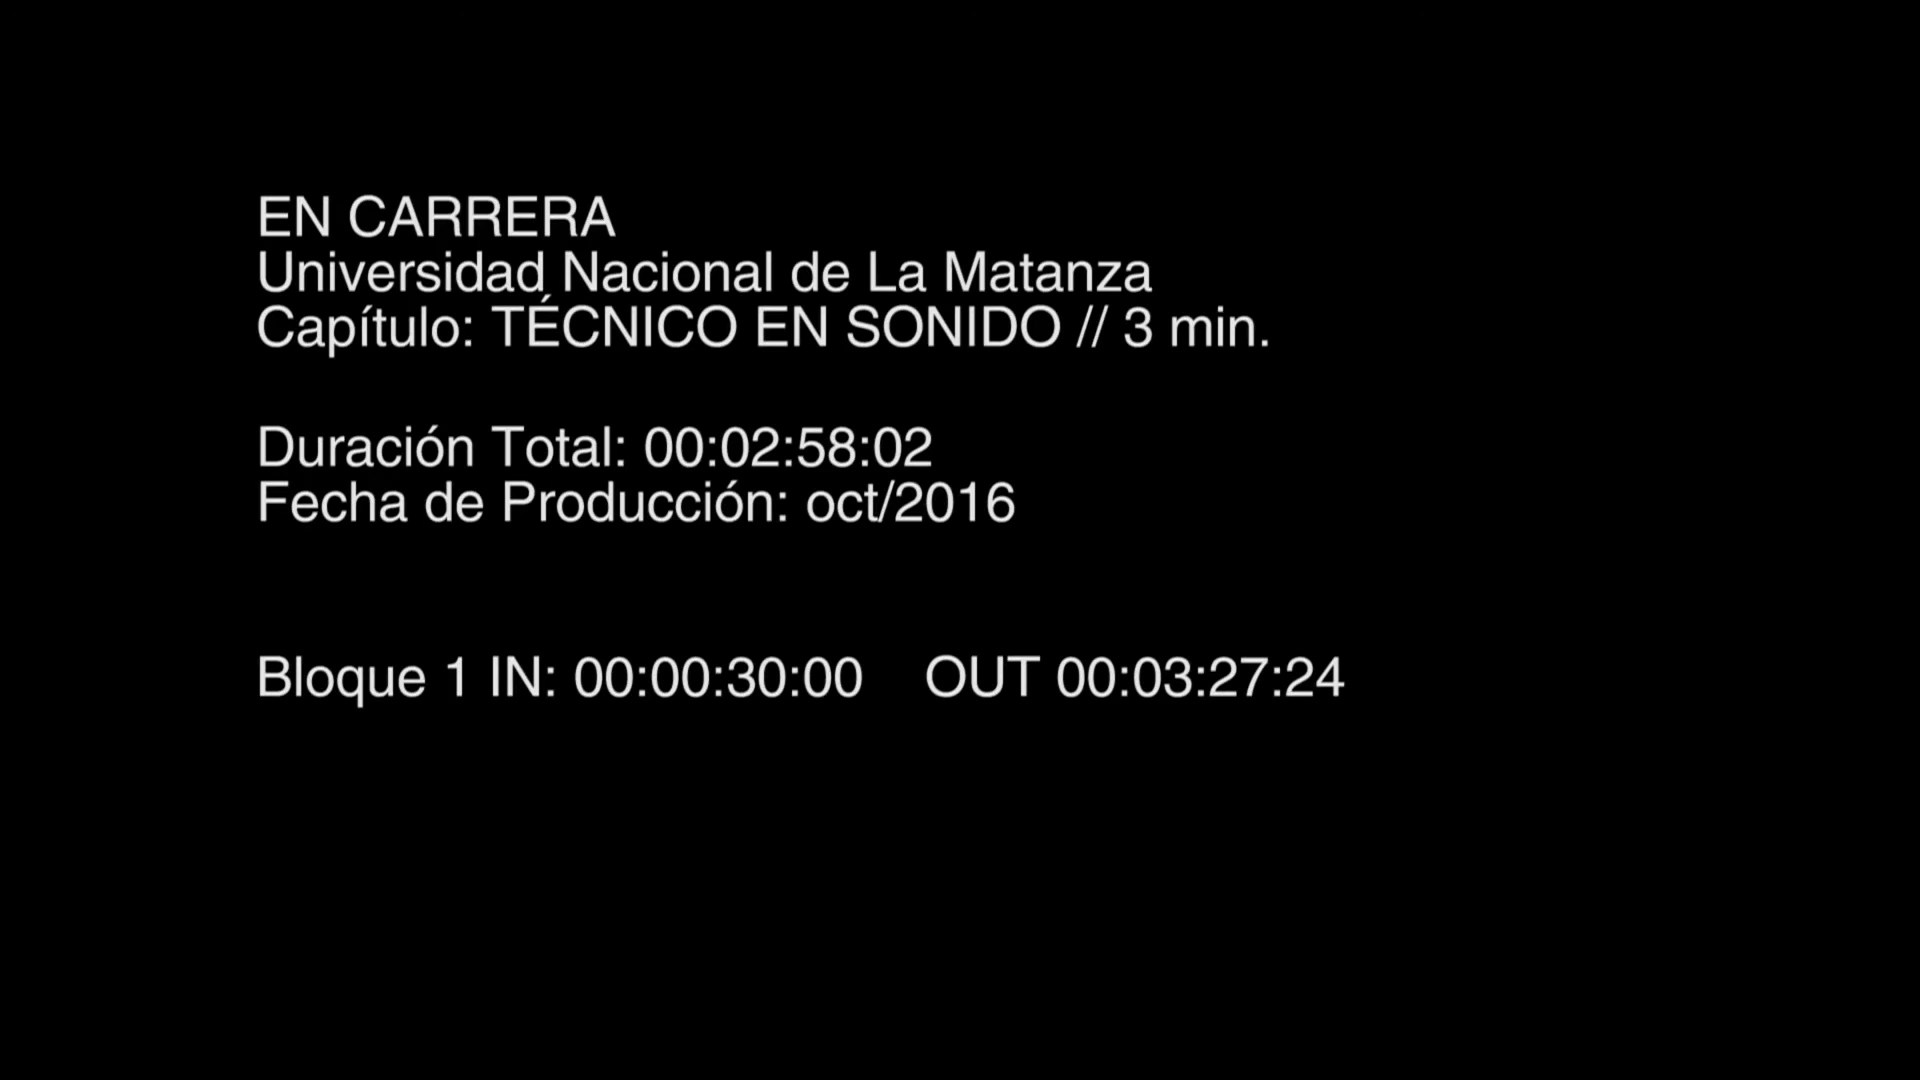 EN CARRERA
Universidad Nacional de La Matanza
Capítulo: TÉCNICO EN SONIDO // 3 min.
Duración Total: 00:02:58:02
Fecha de Producción: oct/2016
Bloque 1 IN: 00:00:30:00 OUT 00:03:27:24